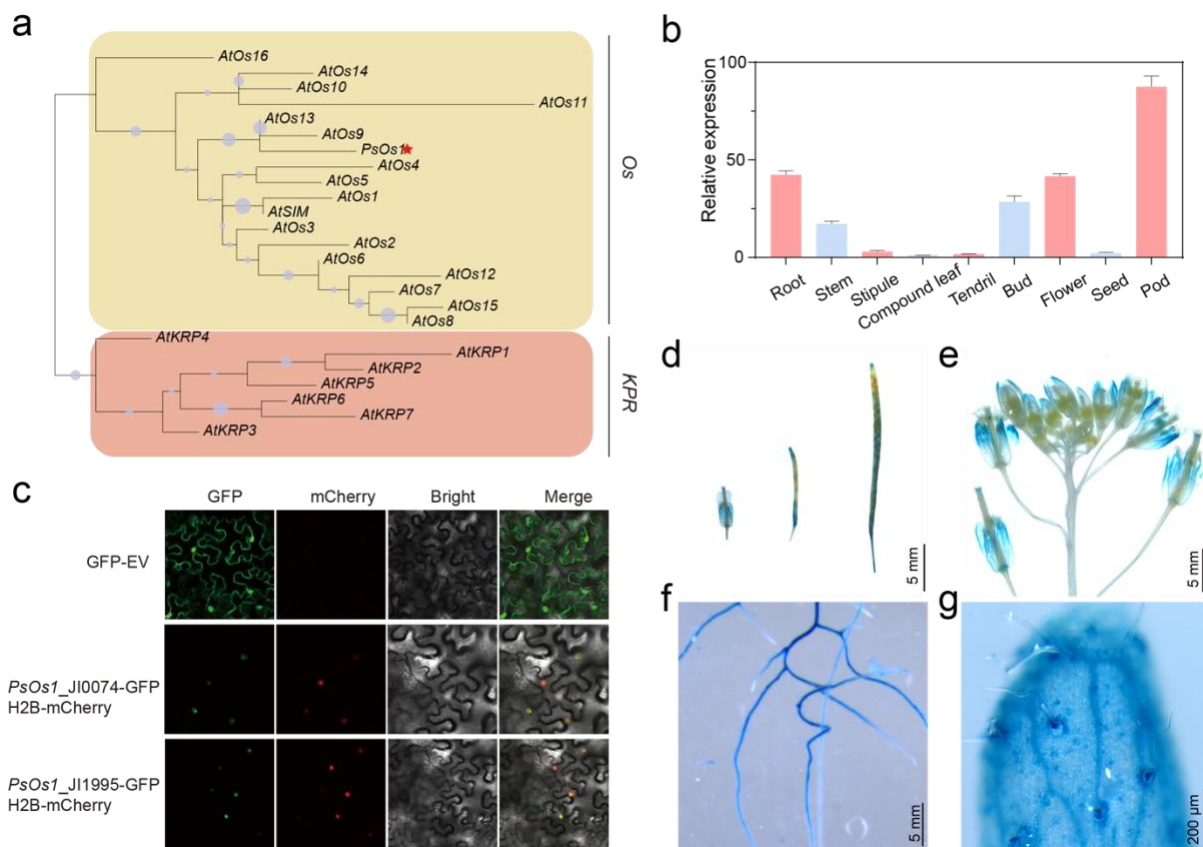 a
AtOs16
AtOs14
AtOs10
AtOs11
AtOs13
AtOs9
PsOs1
AtOs4
AtOs5
AtOs1
AtSIM
AtOs3
AtOs2
AtOs6
AtOs12
AtOs7
AtOs15
AtOs8
Os
AtKRP4
AtKRP1
AtKRP2
AtKRP5
AtKRP6
AtKRP7
AtKRP3
KPR
b
Relative expression
100
50
0
Root
Stem
Stipule
Compound leaf
Tendril
Bud
Flower
Seed
Pod
c
GFP
mCherry
Bright
Merge
GFP-EV
PsOs1_JI0074-GFP
H2B-mCherry
PsOs1_JI1995-GFP
H2B-mCherry
d
5 mm
e
5 mm
f
5 mm
g
200 μm